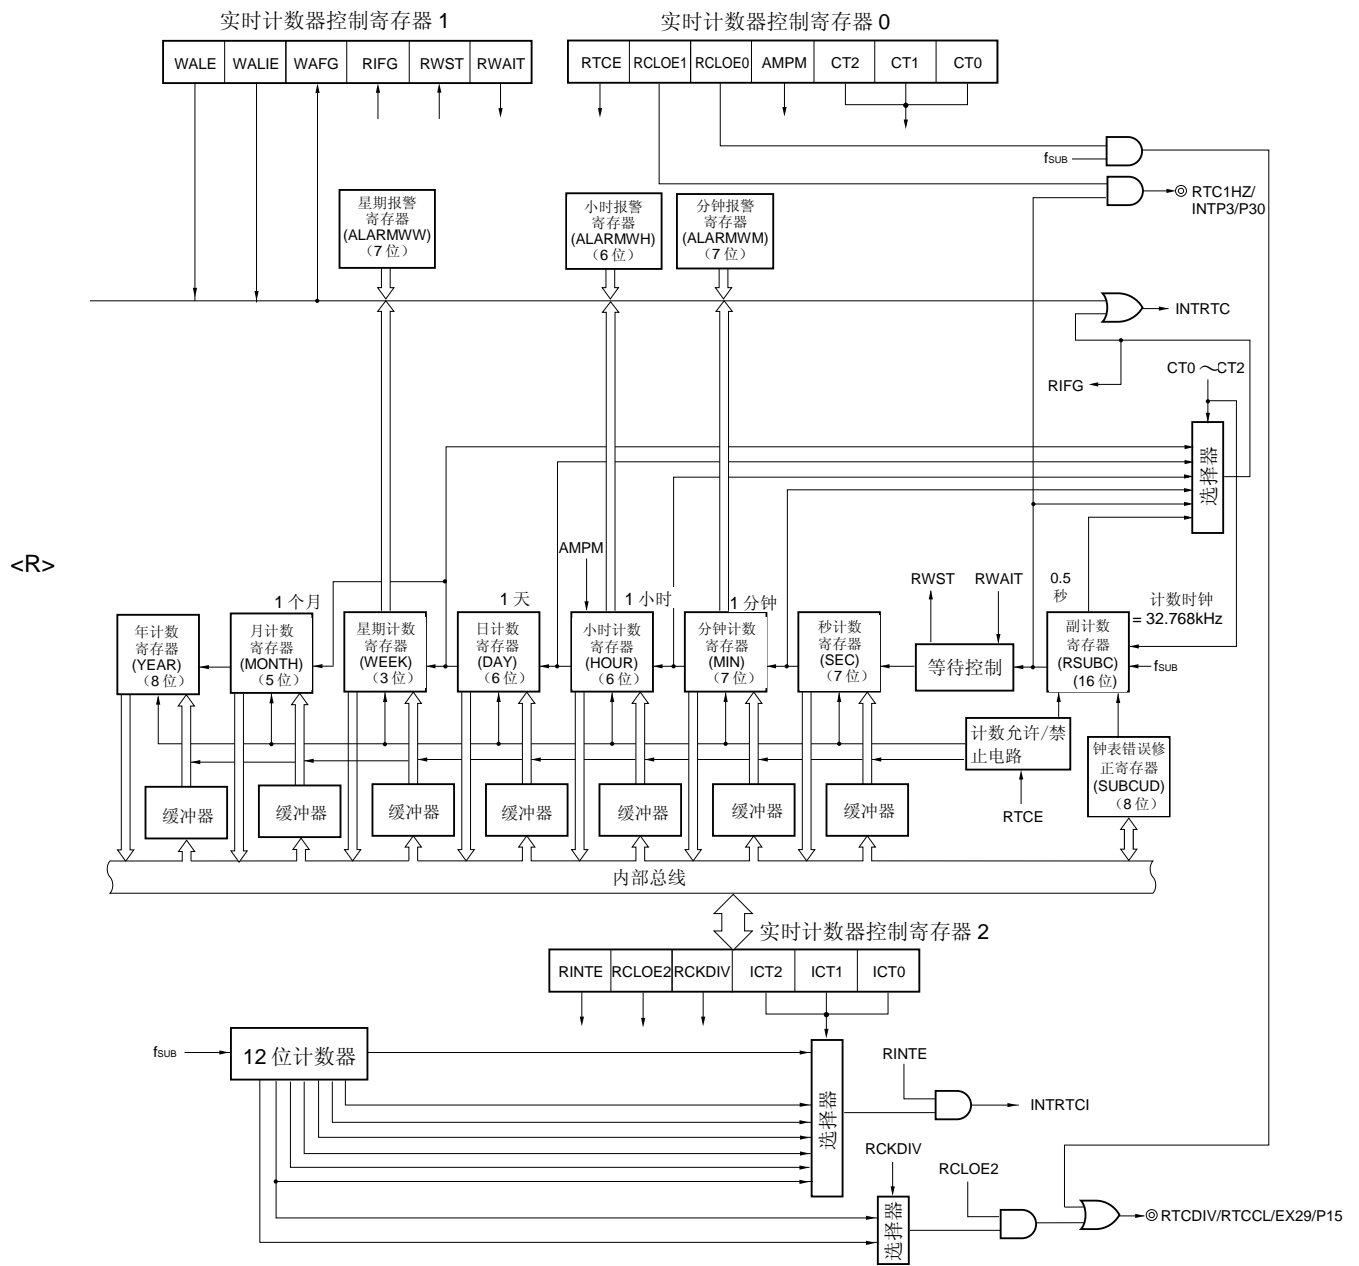 实时计数器控制寄存器 1
实时计数器控制寄存器 0
WALE WALIE WAFG RIFG RWST RWAIT
RTCE RCLOE1 RCLOE0 AMPM CT2 CT1 CT0
fSUB
RTC1HZ/
INTP3/P30
星期报警
寄存器
(ALARMWW)
（7 位）
小时报警
寄存器
(ALARMWH)
（6 位）
分钟报警
寄存器
(ALARMWM)
（7 位）
INTRTC
CT0 ～CT2
RIFG
选择器
<R>
AMPM
RWST
RWAIT
0.5
秒
计数时钟
= 32.768kHz
1 个月
1 天
1 小时
1 分钟
年计数
寄存器
(YEAR)
（8 位）
月计数
寄存器
(MONTH)
（5 位）
星期计数
寄存器
(WEEK)
（3 位）
日计数
寄存器
(DAY)
（6 位）
小时计数
寄存器
(HOUR)
（6 位）
分钟计数
寄存器
(MIN)
（7 位）
秒计数
寄存器
(SEC)
（7 位）
等待控制
副计数
寄存器
(RSUBC)
(16 位)
fSUB
计数允许/禁
止电路
RTCE
钟表错误修
正寄存器
(SUBCUD)
（8 位）
缓冲器
缓冲器
缓冲器
缓冲器
缓冲器
缓冲器
缓冲器
内部总线
实时计数器控制寄存器 2
RINTE RCLOE2 RCKDIV ICT2 ICT1 ICT0
fSUB
12 位计数器
选择器
RINTE
INTRTCI
RCKDIV
选择器
RCLOE2
RTCDIV/RTCCL/EX29/P15